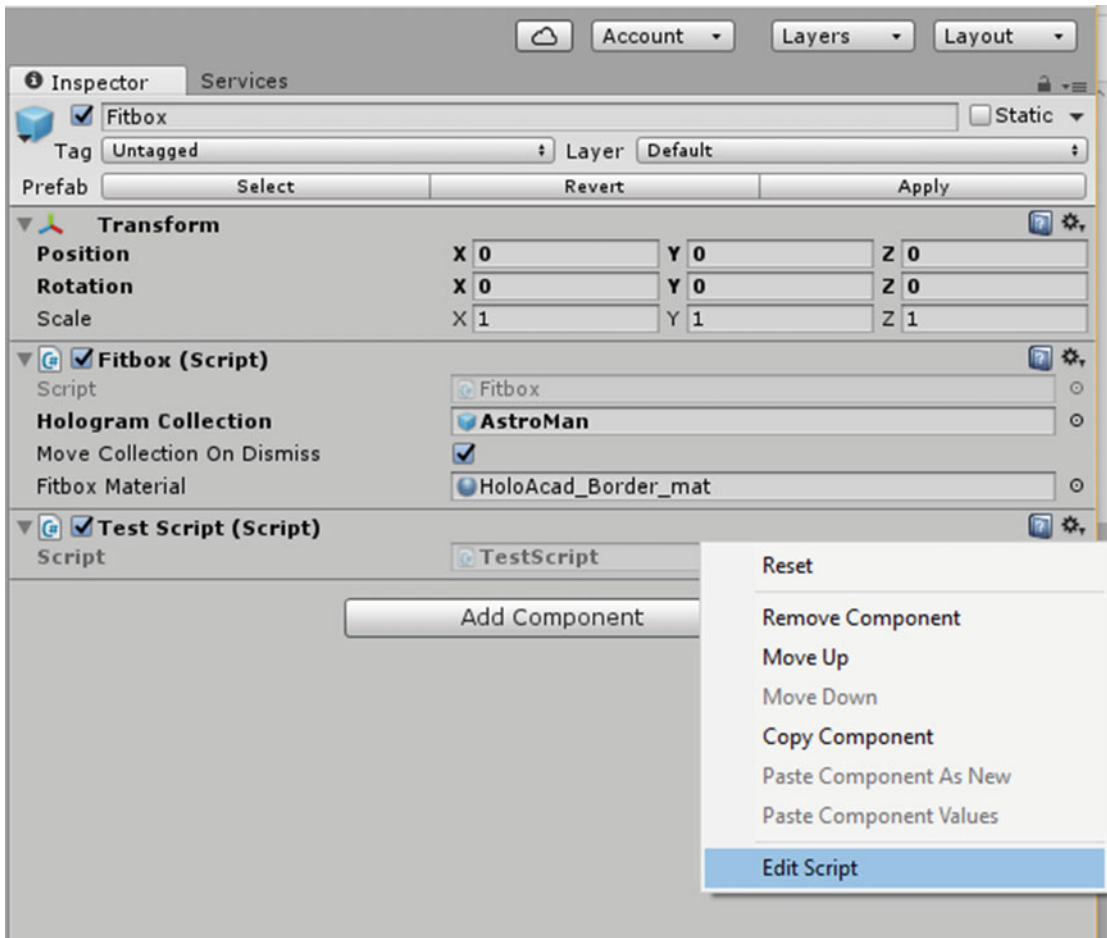 Account Layers Layout
Inspector Services
Fitbox Static
Tag Untagged Layer Default
Prefab Select Revert Apply
Transform
Position X 0 Y 0 Z 0
Rotation X 0 Y 0 Z 0
Scale X 1 Y 1 Z 1
Fitbox (Script)
Script Fitbox
Hologram Collection AstroMan
Move Collection On Dismiss
Fitbox Material HoloAcad_Border_mat
Test Script (Script)
Script TestScript
Add Component
Reset
Remove Component
Move Up
Move Down
Copy Component
Paste Component As New
Paste Component Values
Edit Script